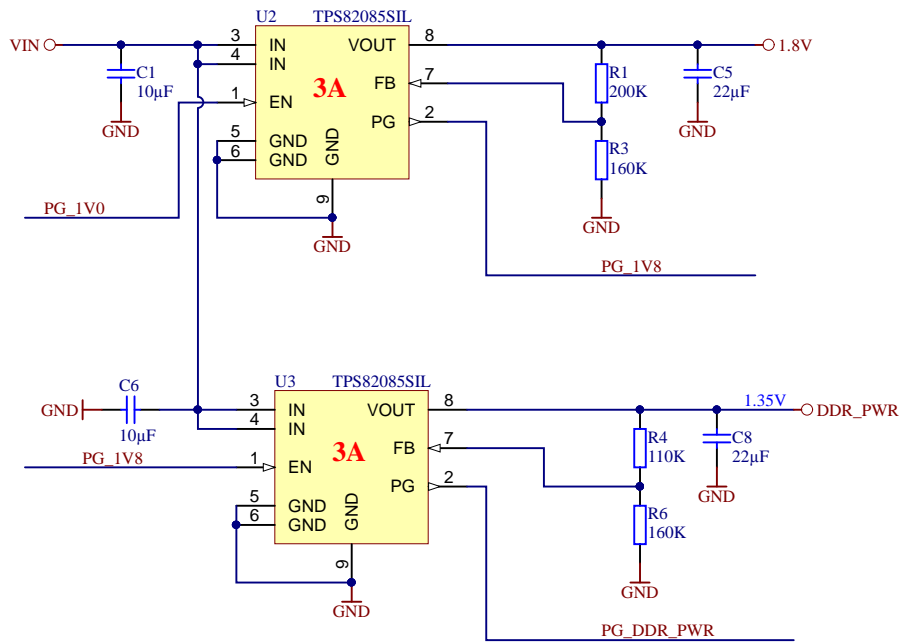 U2 TPS82085SIL
VIN
3 IN VOUT 8 1.8V
4 IN
C1
10µF
3A
FB 7
R1
200K
C5
22µF
1 EN
PG 2
GND
GND
5 GND
6 GND
GND
R3
160K
9
PG_1V0
GND
GND
PG_1V8
U3 TPS82085SIL
C6
GND
10µF
3 IN VOUT 8 1.35V DDR_PWR
4 IN
3A
FB 7
R4
110K
C8
22µF
PG_1V8
1 EN
PG 2
GND
5 GND
6 GND
GND
R6
160K
9
GND
GND
PG_DDR_PWR